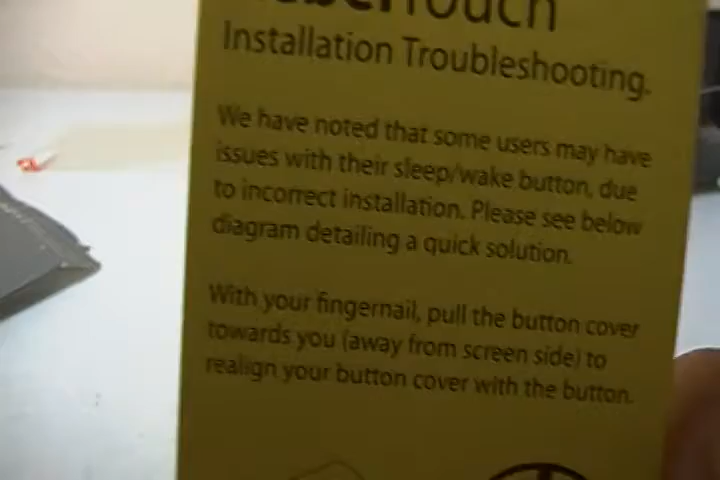 Touch
Installation Troubleshooting.
We have noted that some users may have
issues with their sleep/wake button, due
to incorrect installation. Please see below
diagram detailing a quick solution.
With your fingernail, pull the button cover
towards you (away from screen side) to
realign your button cover with the button.